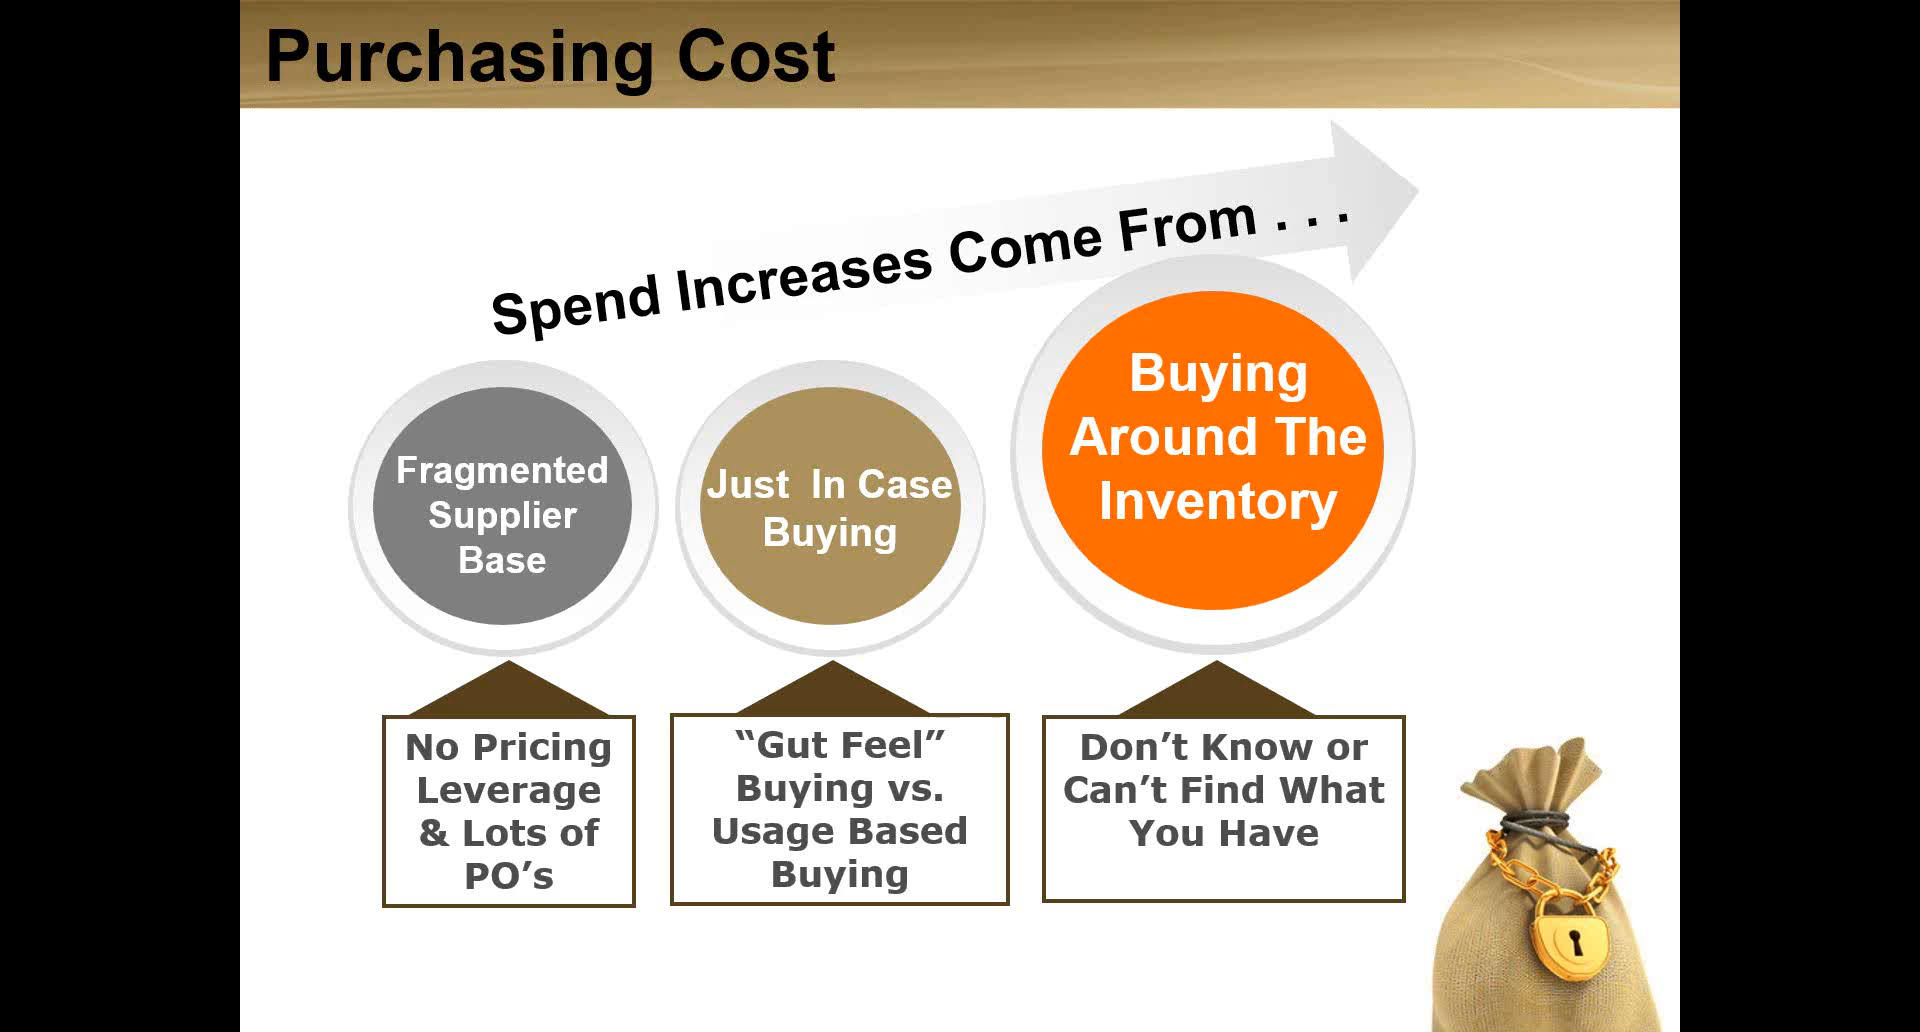 Purchasing Cost
Spend Increases Come From . . .
Fragmented
Supplier
Base
Just  In Case
Buying
Buying
Around The
Inventory
No Pricing
Leverage
& Lots of
PO’s
“Gut Feel”
Buying vs.
Usage Based
Buying
Don’t Know or
Can’t Find What
You Have